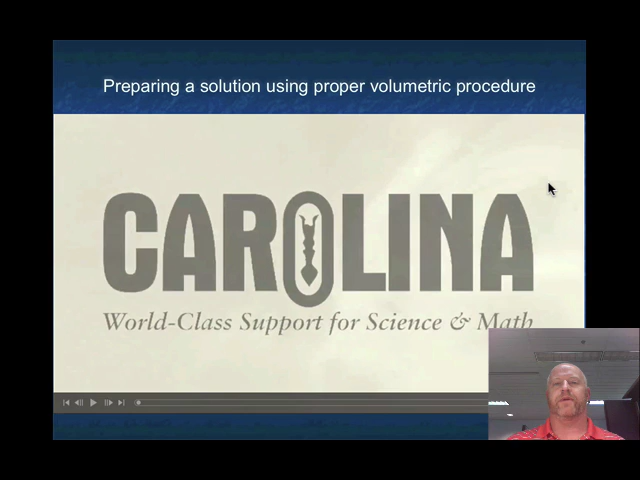 Preparing a solution using proper volumetric procedure
CAROLINA
World-Class Support for Science & Math